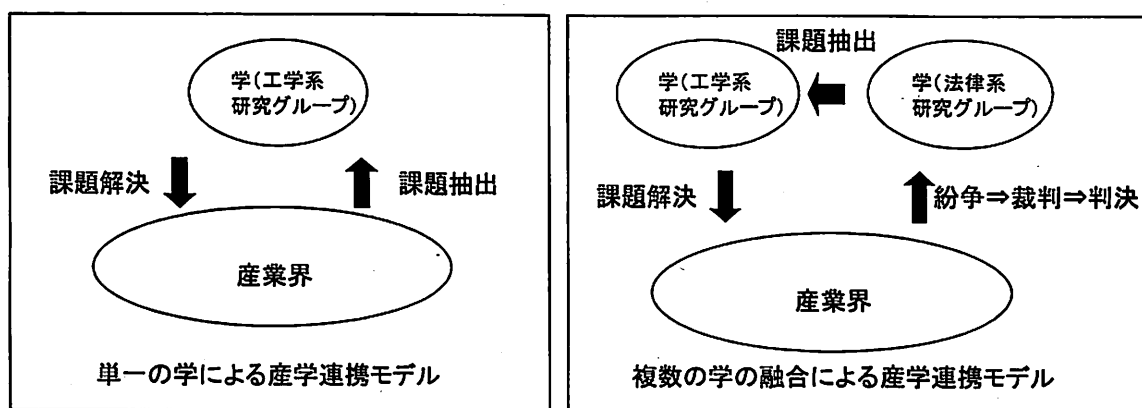 学(工学系
研究グループ)
課題解決
課題抽出
産業界
単一の学による産学連携モデル
課題抽出
学(工学系
研究グループ)
学(法律系
研究グループ)
課題解決
紛争⇒裁判⇒判決
産業界
複数の学の融合による産学連携モデル